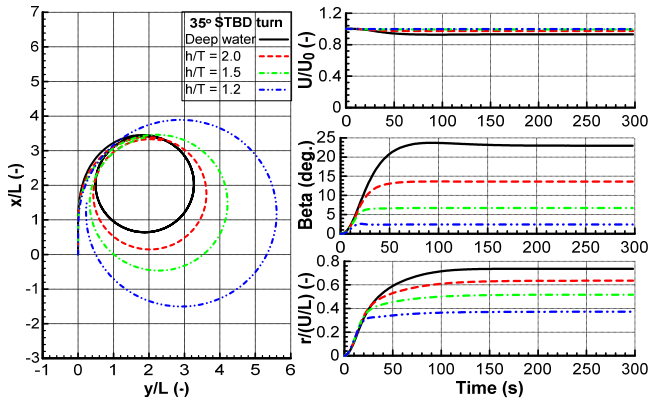 35° STBD turn
Deep water
h/T = 2.0
h/T = 1.5
h/T = 1.2
x/L (-)
7
6
5
4
3
2
1
0
-1
-2
-3
-1 0 1 2 3 4 5 6
y/L (-)
U/U0 (-)
1.2
0.8
0.4
0
0 50 100 150 200 250 300
Beta (deg.)
25
20
15
10
5
0
0 50 100 150 200 250 300
r/(U/L) (-)
0.8
0.6
0.4
0.2
0
0 50 100 150 200 250 300
Time (s)